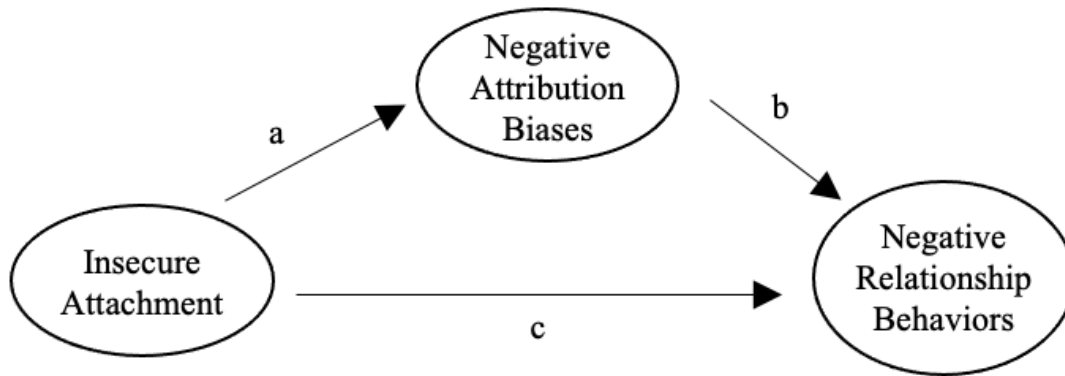 Negative
Attribution
Biases
a
b
Insecure
Attachment
Negative
Relationship
Behaviors
c